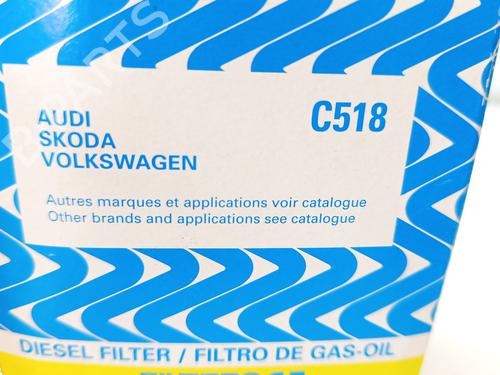 AUDI
SKODA
VOLKSWAGEN
C518
Autres marques et applications voir catalogue
Other brands and applications see catalogue
DIESEL FILTER / FILTRO DE GAS-OIL